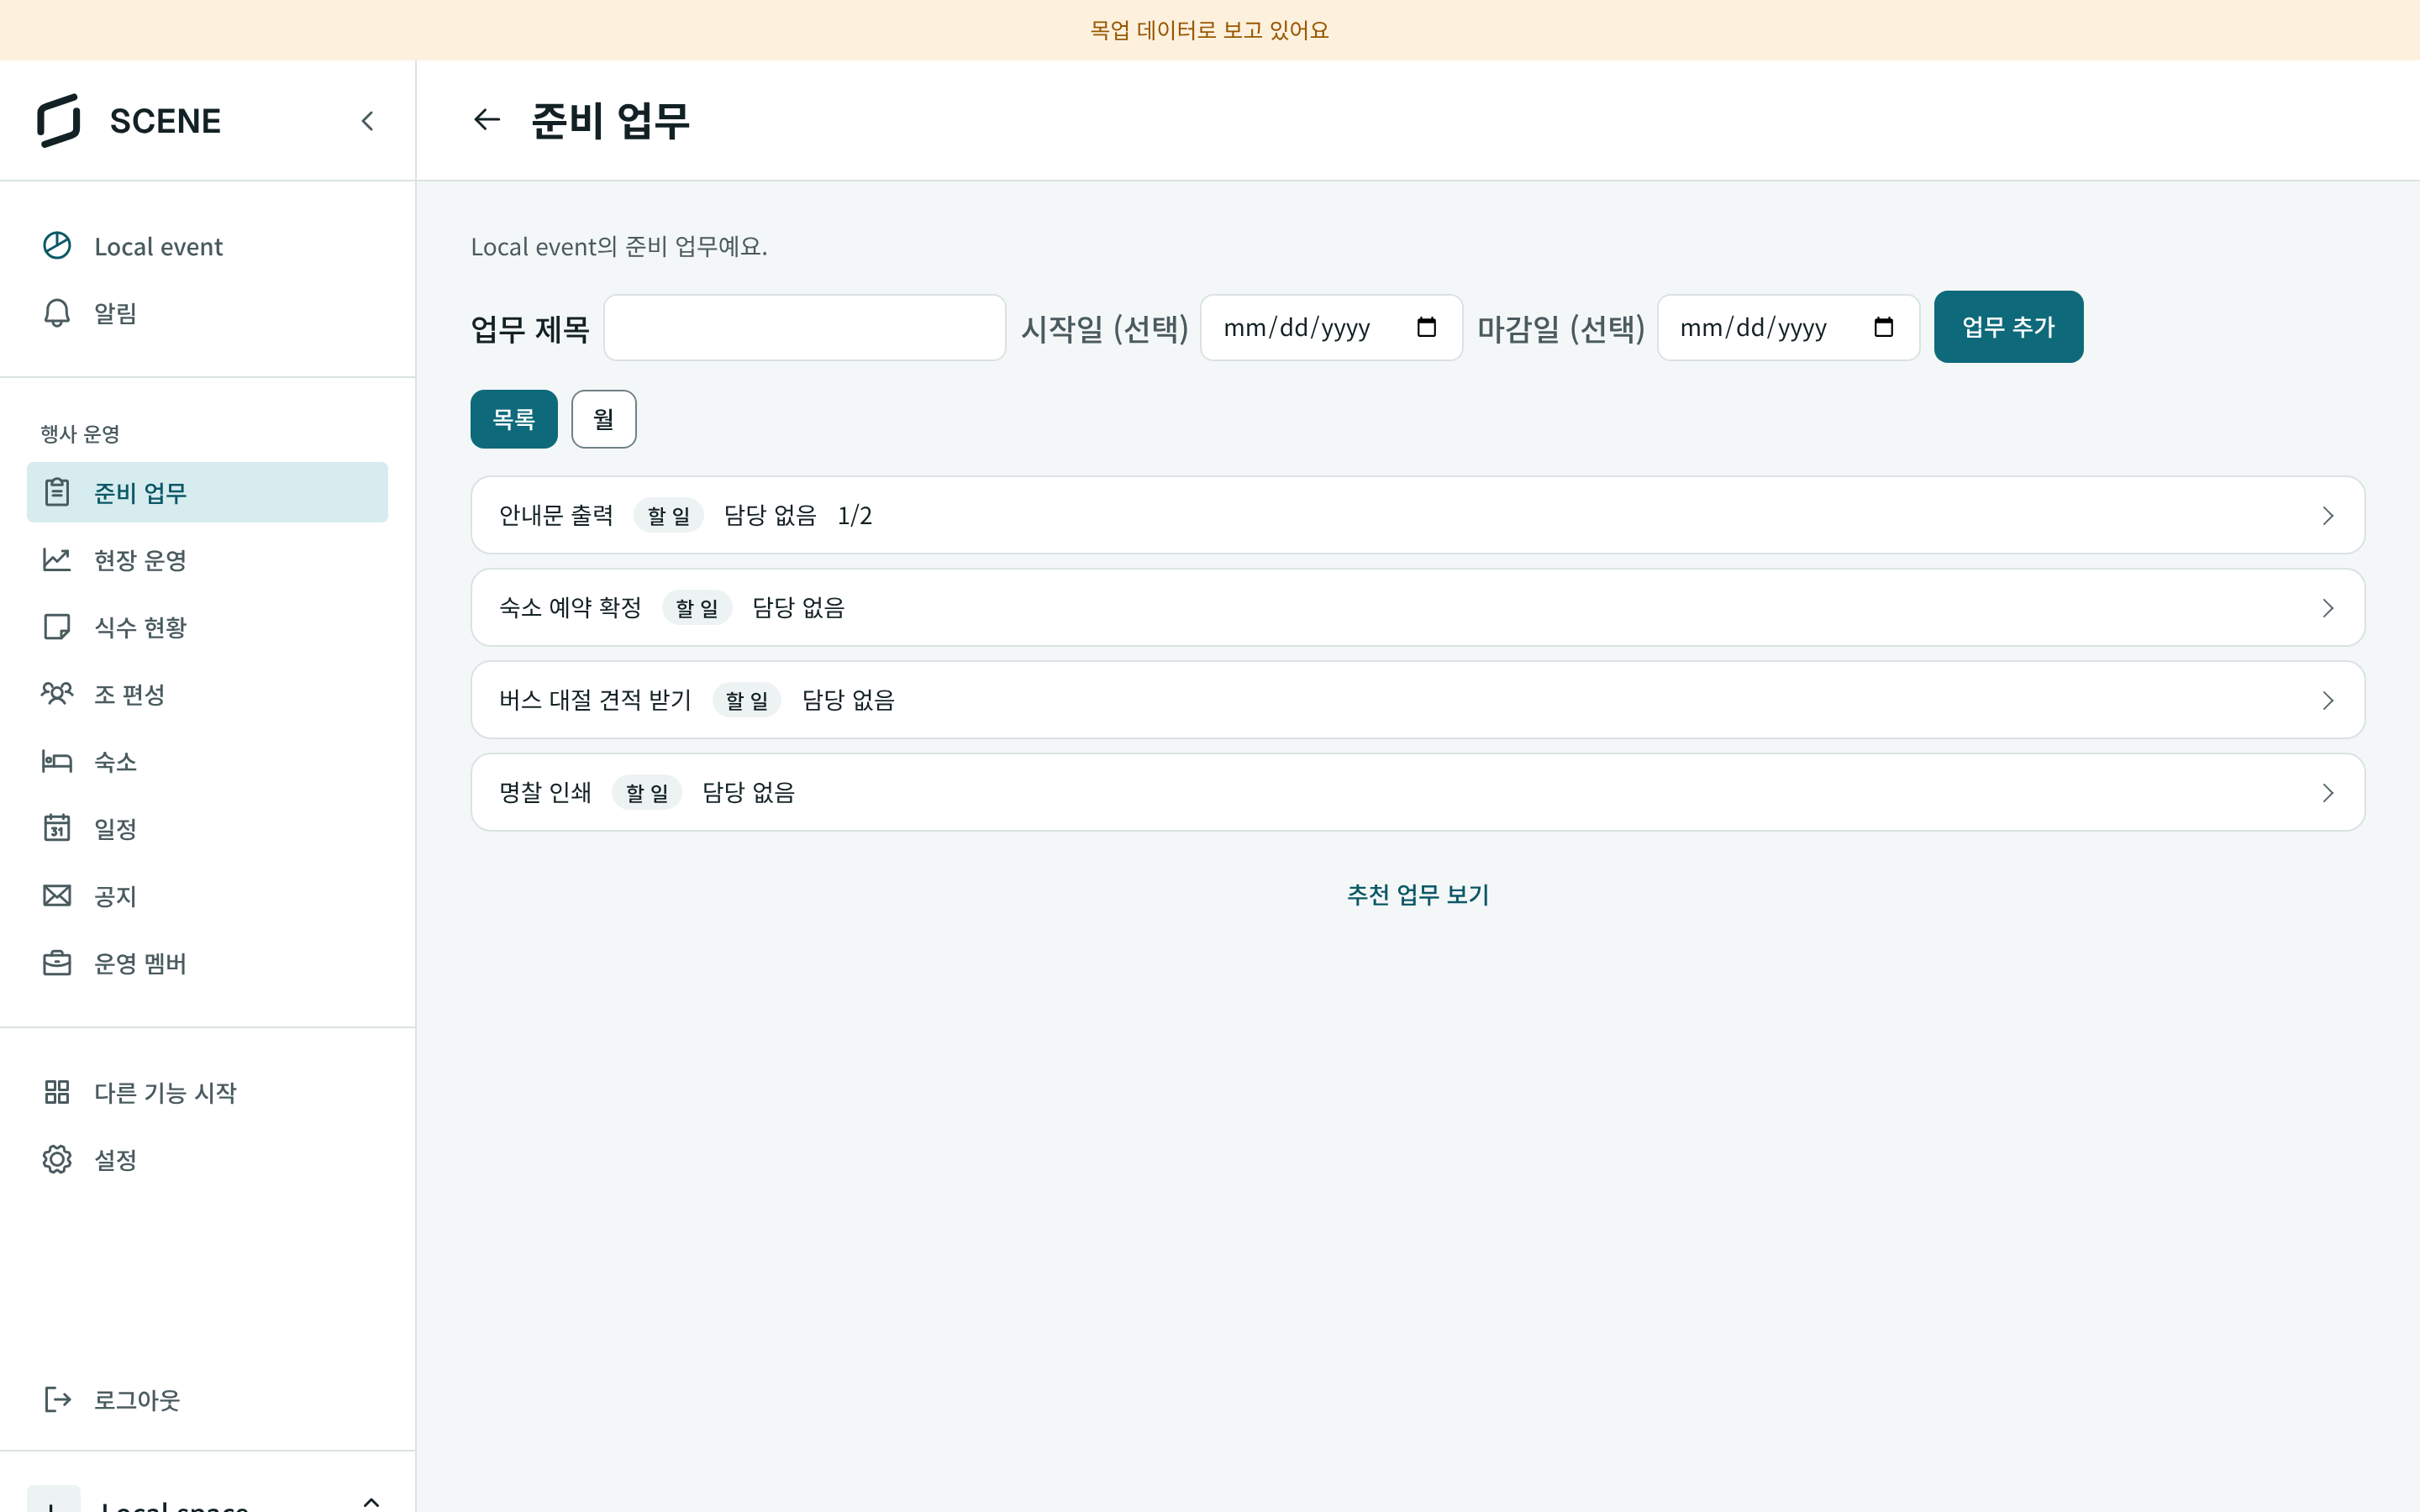 목업 데이터로 보고 있어요
SCENE
준비 업무
Local event
알림
행사 운영
준비 업무
현장 운영
식수 현황
조 편성
숙소
31
일정
공지
운영 멤버
다른 기능 시작
설정
로그아웃
L Local space
Local event의 준비 업무예요.
업무 제목 시작일 (선택) mm/dd/yyyy 마감일 (선택) mm/dd/yyyy 업무 추가
목록 월
안내문 출력 할 일 담당 없음 1/2
숙소 예약 확정 할 일 담당 없음
버스 대절 견적 받기 할 일 담당 없음
명찰 인쇄 할 일 담당 없음
추천 업무 보기